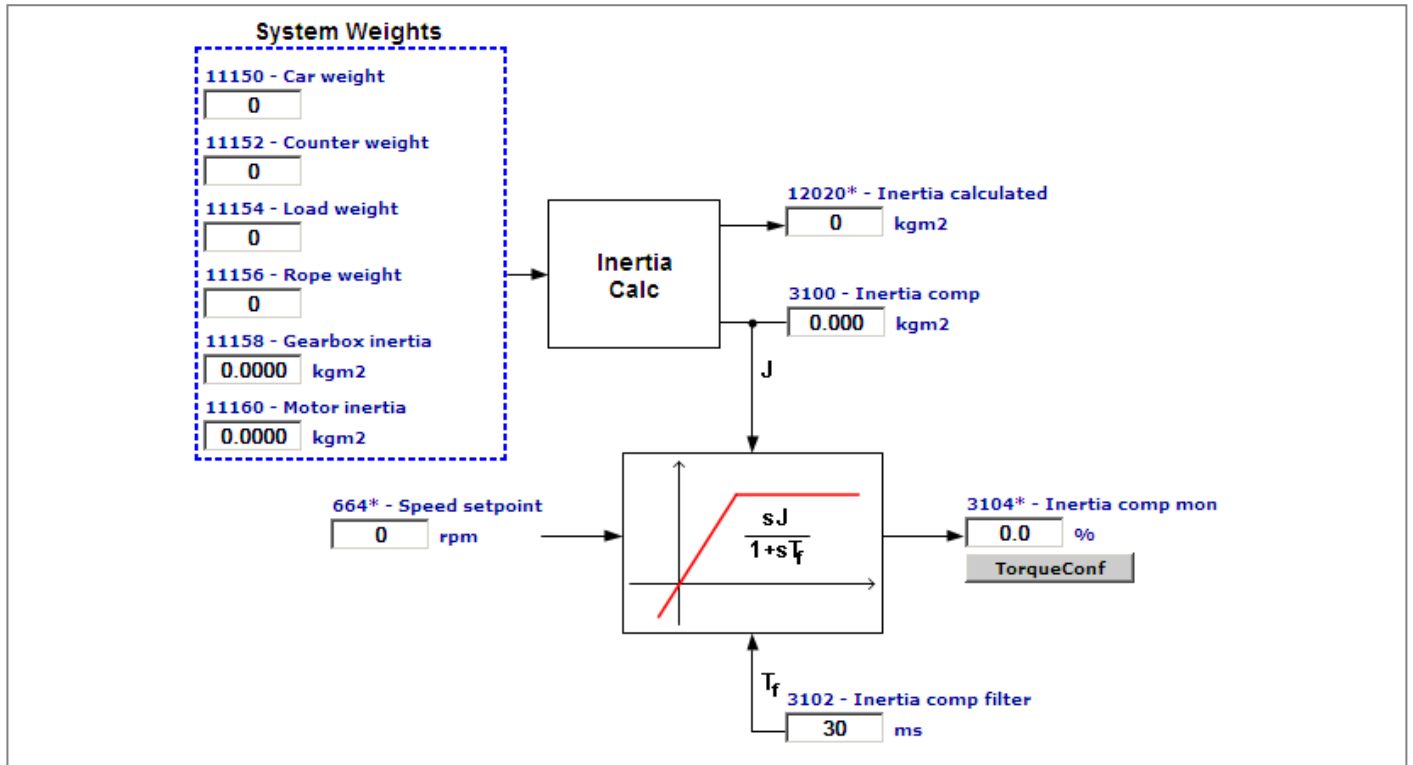 System Weights
11150 - Car weight
0
11152 - Counter weight
0
11154 - Load weight
0
11156 - Rope weight
0
11158 - Gearbox inertia
0.0000 kgm2
11160 - Motor inertia
0.0000 kgm2
Inertia
Calc
12020* - Inertia calculated
0 kgm2
3100 - Inertia comp
0.000 kgm2
J
664* - Speed setpoint
0 rpm
sJ
1+sTf
3104* - Inertia comp mon
0.0 %
TorqueConf
Tf
3102 - Inertia comp filter
30 ms